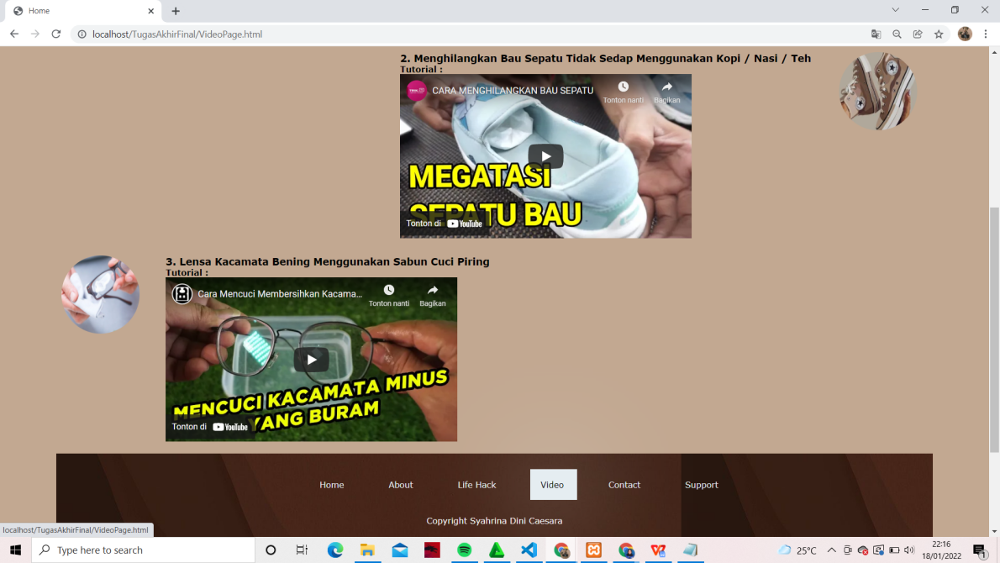 Home
localhost/TugasAkhirFinal/VideoPage.html
2. Menghilangkan Bau Sepatu Tidak Sedap Menggunakan Kopi / Nasi / Teh
Tutorial :
CARA MENGHILANGKAN BAU SEPATU
Tonton nanti
Bagikan
MEGATASI
SEPATU BAU
Tonton di YouTube
3. Lensa Kacamata Bening Menggunakan Sabun Cuci Piring
Tutorial :
Cara Mencuci Membersihkan Kacama...
Tonton nanti
Bagikan
MENCUCI KACAMATA MINUS
YANG BURAM
Tonton di YouTube
Home About Life Hack Video Contact Support
Copyright Syahrina Dini Caesara
localhost/TugasAkhirFinal/VideoPage.html
Type here to search
25°C
22:16
18/01/2022
1